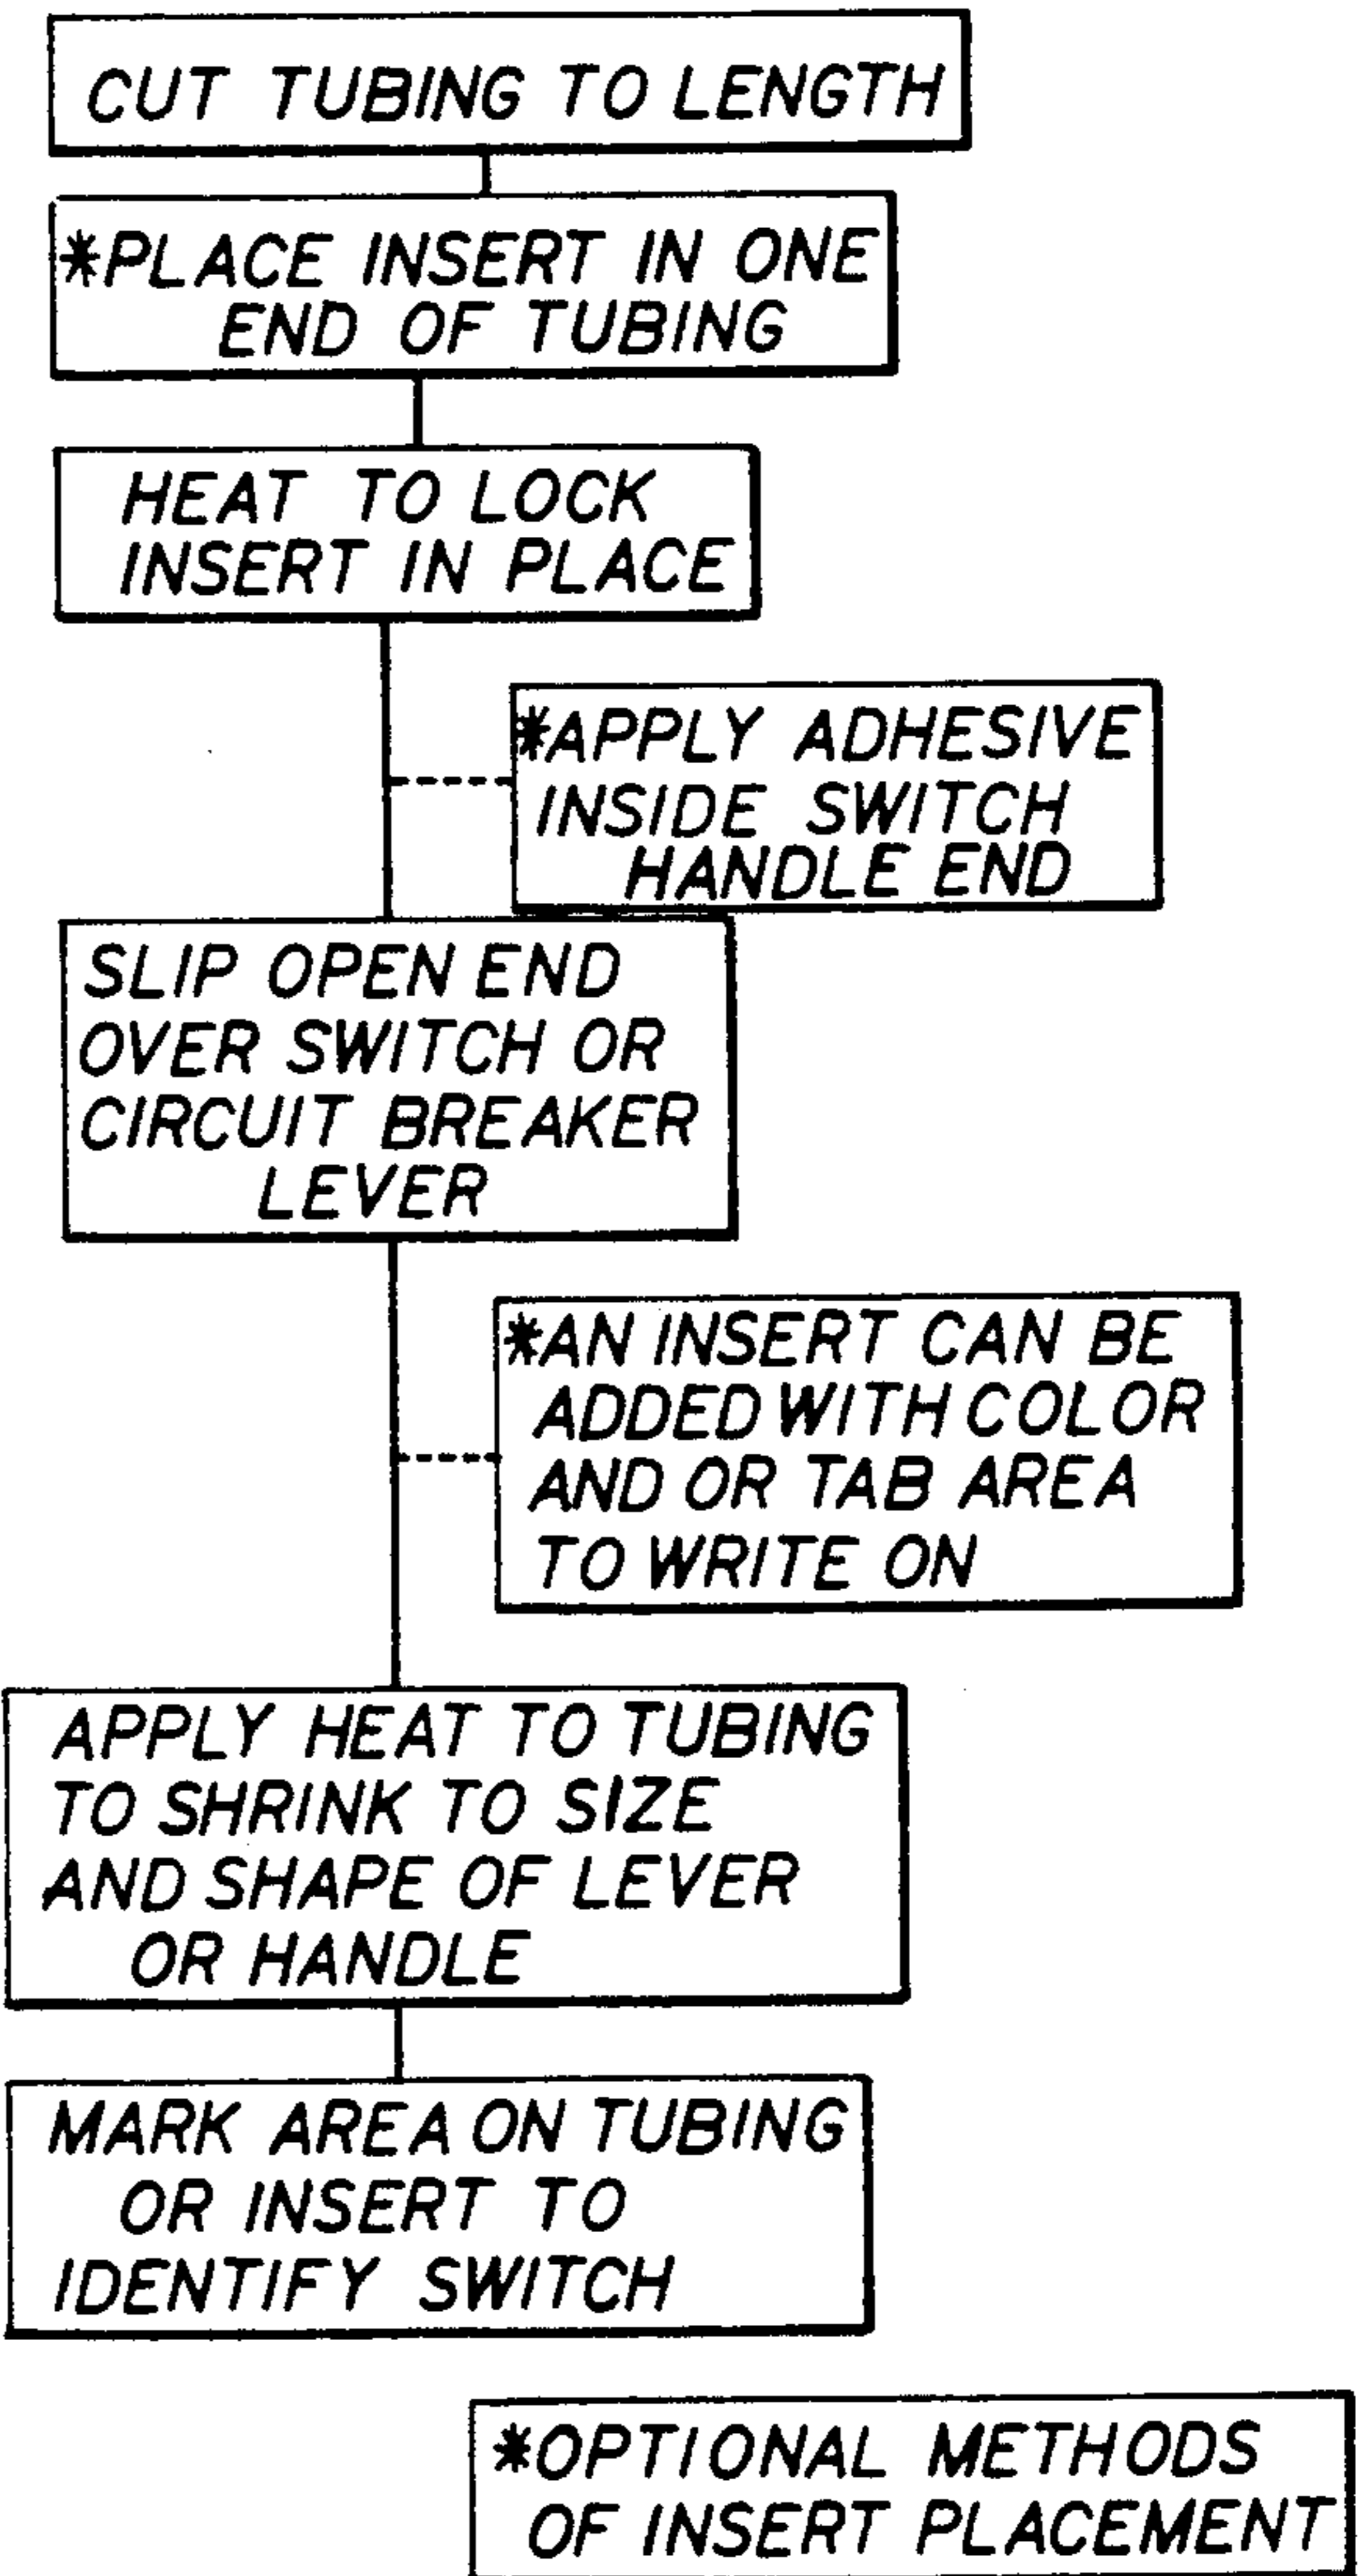 CUT TUBING TO LENGTH
*PLACE INSERT IN ONE
END OF TUBING
HEAT TO LOCK
INSERT IN PLACE
*APPLY ADHESIVE
INSIDE SWITCH
HANDLE END
SLIP OPEN END
OVER SWITCH OR
CIRCUIT BREAKER
LEVER
*AN INSERT CAN BE
ADDED WITH COLOR
AND OR TAB AREA
TO WRITE ON
APPLY HEAT TO TUBING
TO SHRINK TO SIZE
AND SHAPE OF LEVER
OR HANDLE
MARK AREA ON TUBING
OR INSERT TO
IDENTIFY SWITCH
*OPTIONAL METHODS
OF INSERT PLACEMENT